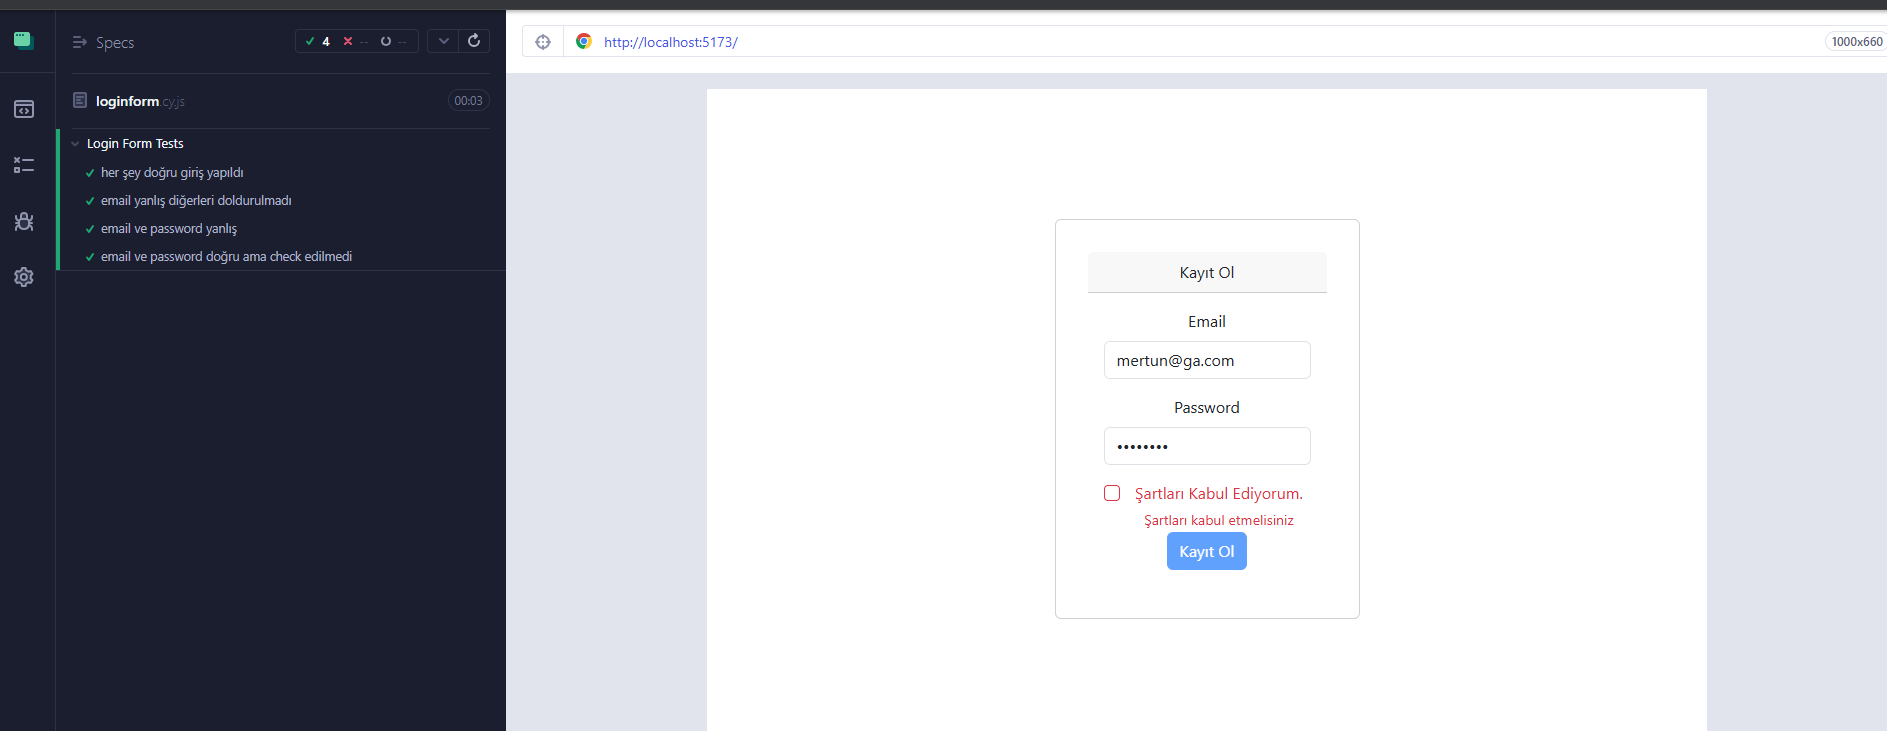 Specs
4
--
--
http://localhost:5173/
1000x660
loginform.cy.js
00:03
Login Form Tests
her şey doğru giriş yapıldı
email yanlış diğerleri doldurulmadı
email ve password yanlış
email ve password doğru ama check edilmedi
Kayıt Ol
Email
mertun@ga.com
Password
••••••••
Şartları Kabul Ediyorum.
Şartları kabul etmelisiniz
Kayıt Ol